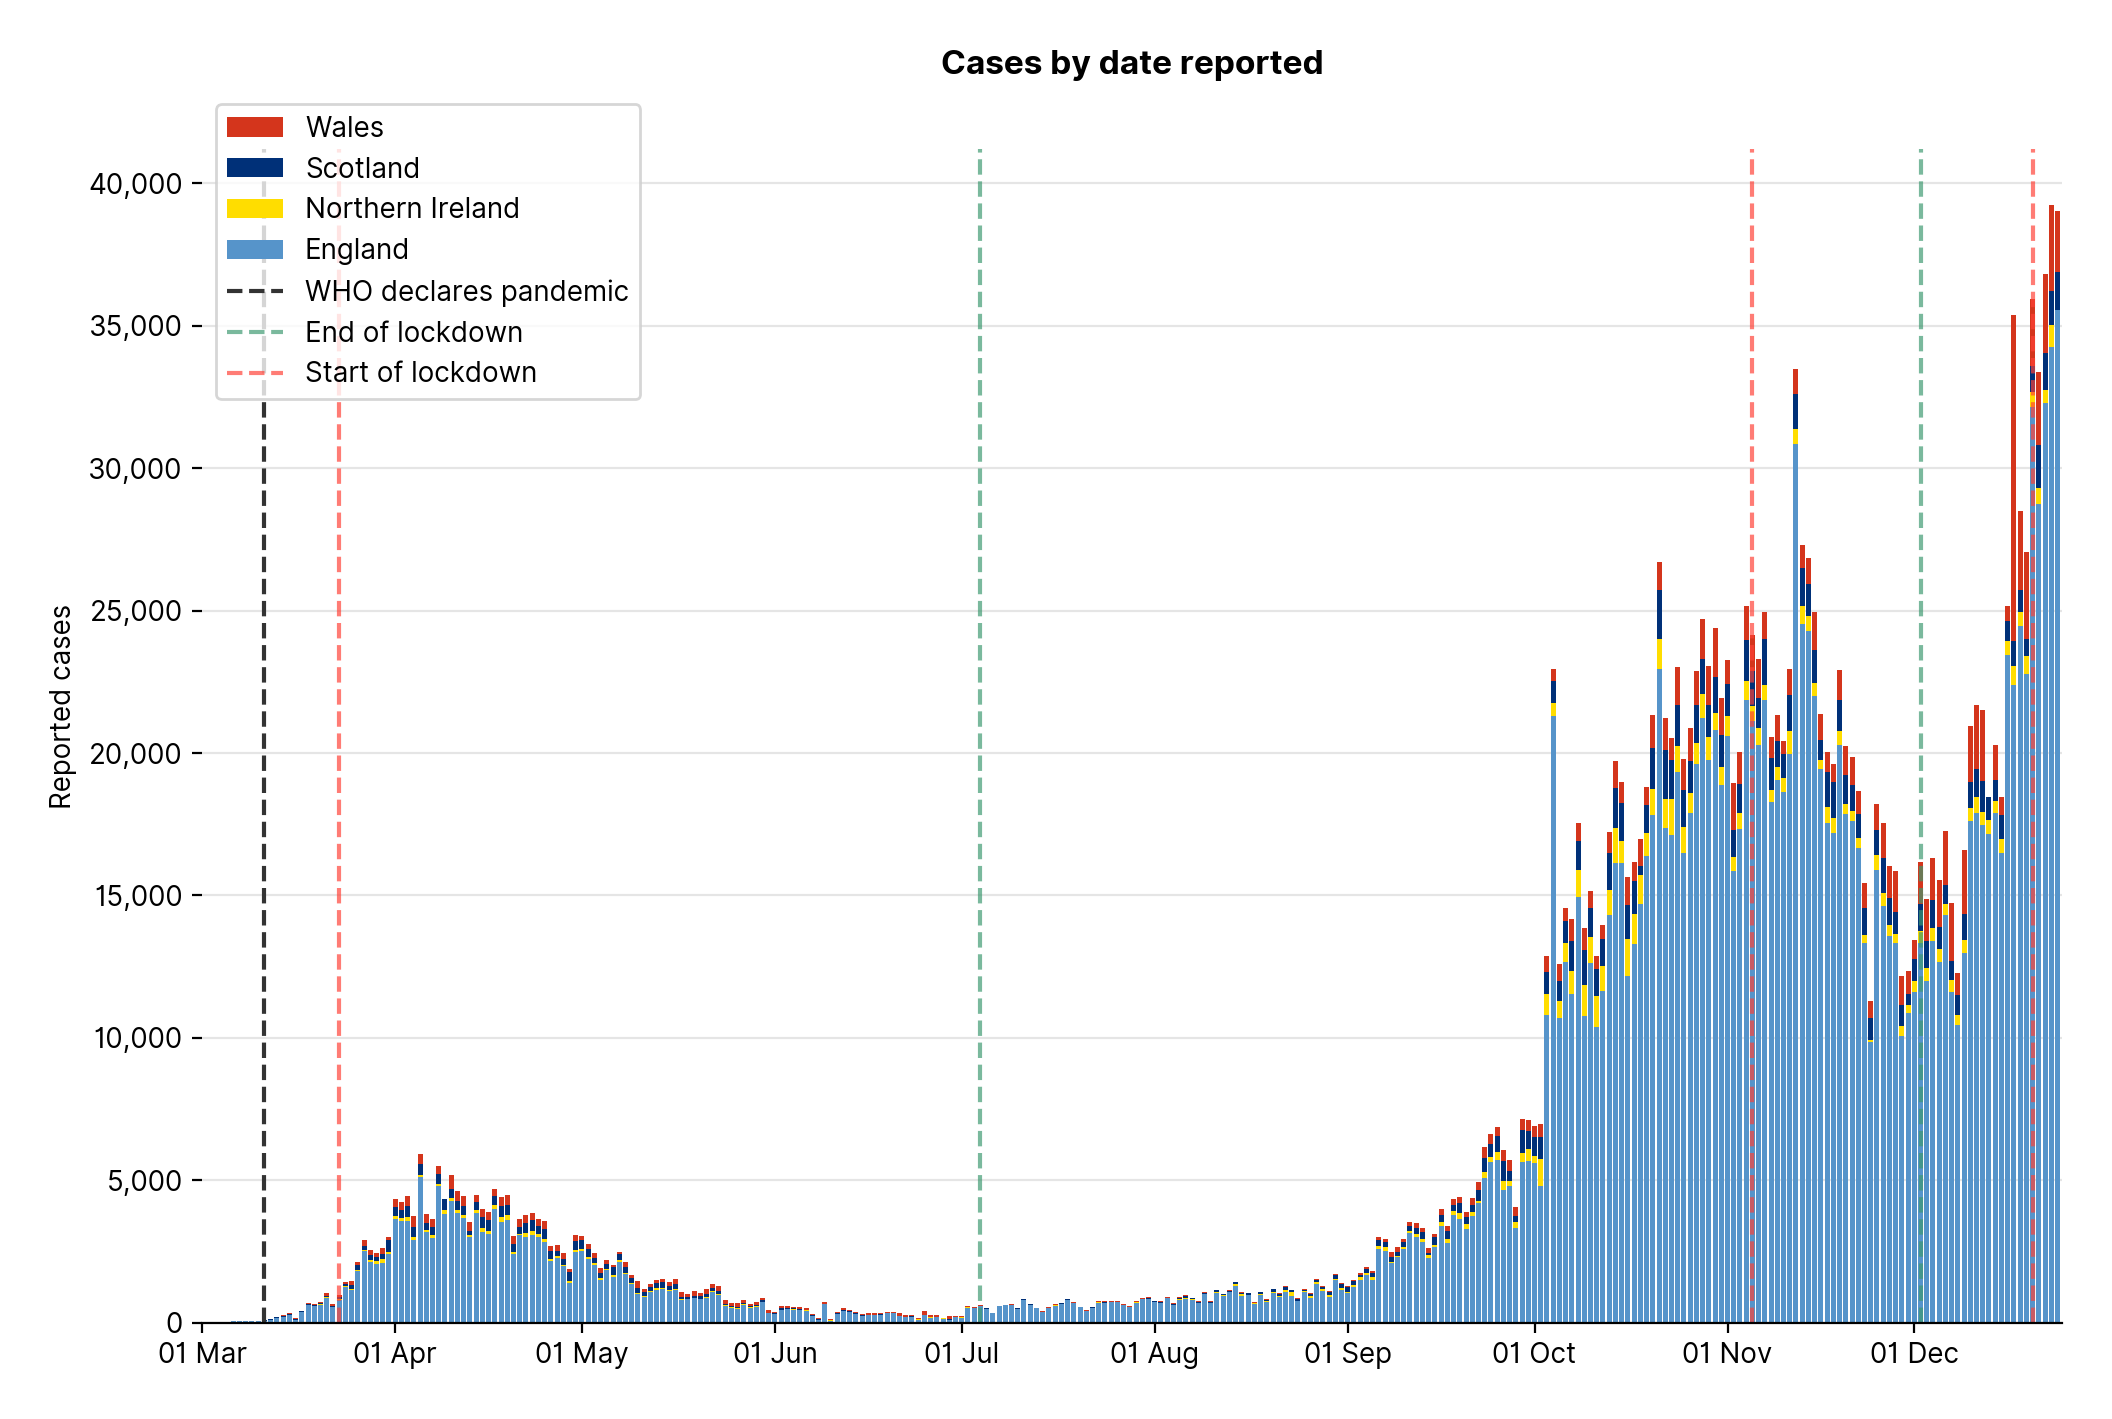 Cases by date reported
Wales
Scotland
Northern Ireland
England
WHO declares pandemic
End of lockdown
Start of lockdown
Reported cases
40,000
35,000
30,000
25,000
20,000
15,000
10,000
5,000
0
01 Mar
01 Apr
01 May
01 Jun
01 Jul
01 Aug
01 Sep
01 Oct
01 Nov
01 Dec